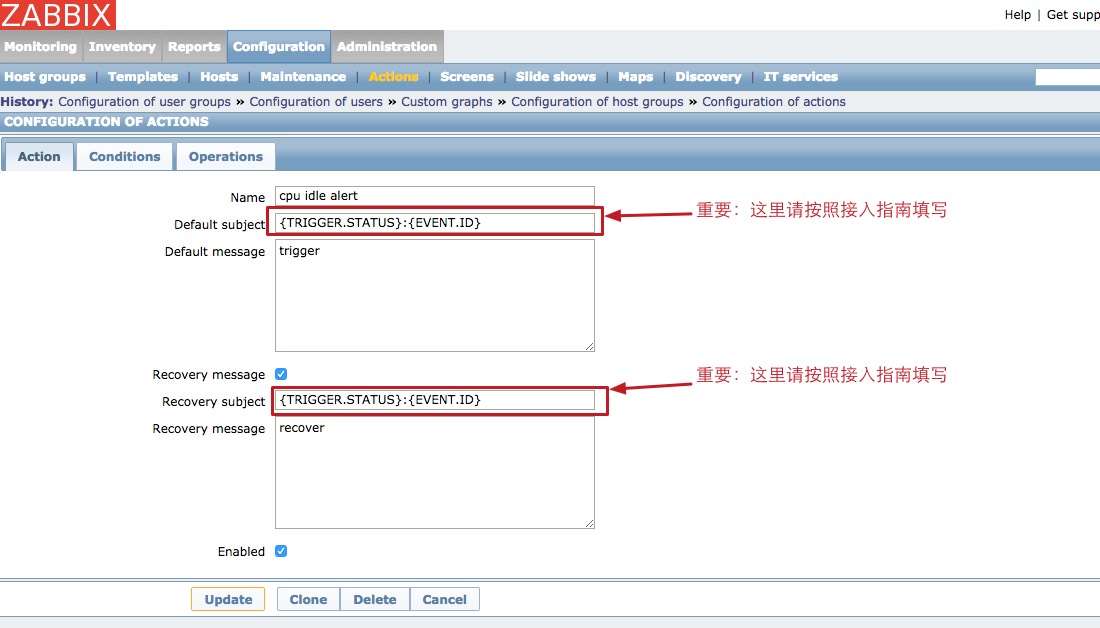 ZABBIX
Help | Get supp
Monitoring Inventory Reports Configuration Administration
Host groups | Templates | Hosts | Maintenance | Actions | Screens | Slide shows | Maps | Discovery | IT services
History: Configuration of user groups » Configuration of users » Custom graphs » Configuration of host groups » Configuration of actions
CONFIGURATION OF ACTIONS
Action Conditions Operations
Name cpu idle alert
Default subject {TRIGGER.STATUS}:{EVENT.ID} 重要：这里请按照接入指南填写
Default message trigger
Recovery message
Recovery subject {TRIGGER.STATUS}:{EVENT.ID} 重要：这里请按照接入指南填写
Recovery message recover
Enabled
Update Clone Delete Cancel